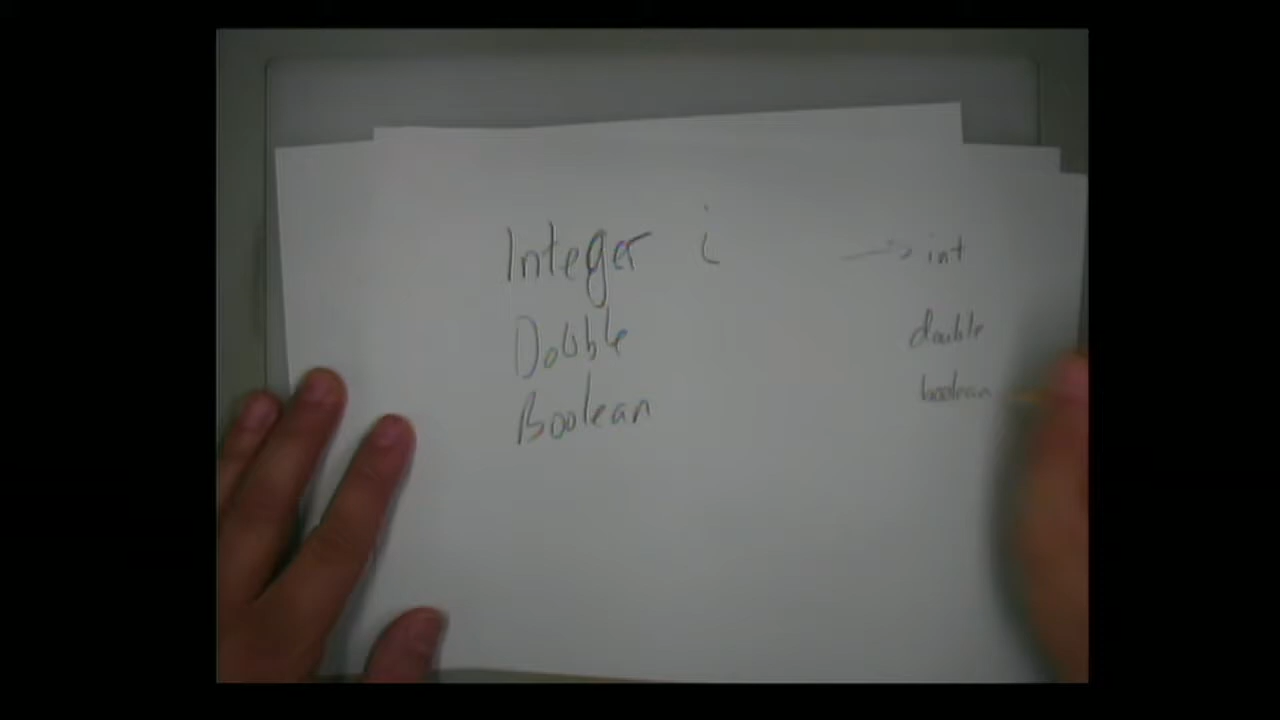 Integer i → int
Double double
Boolean boolean